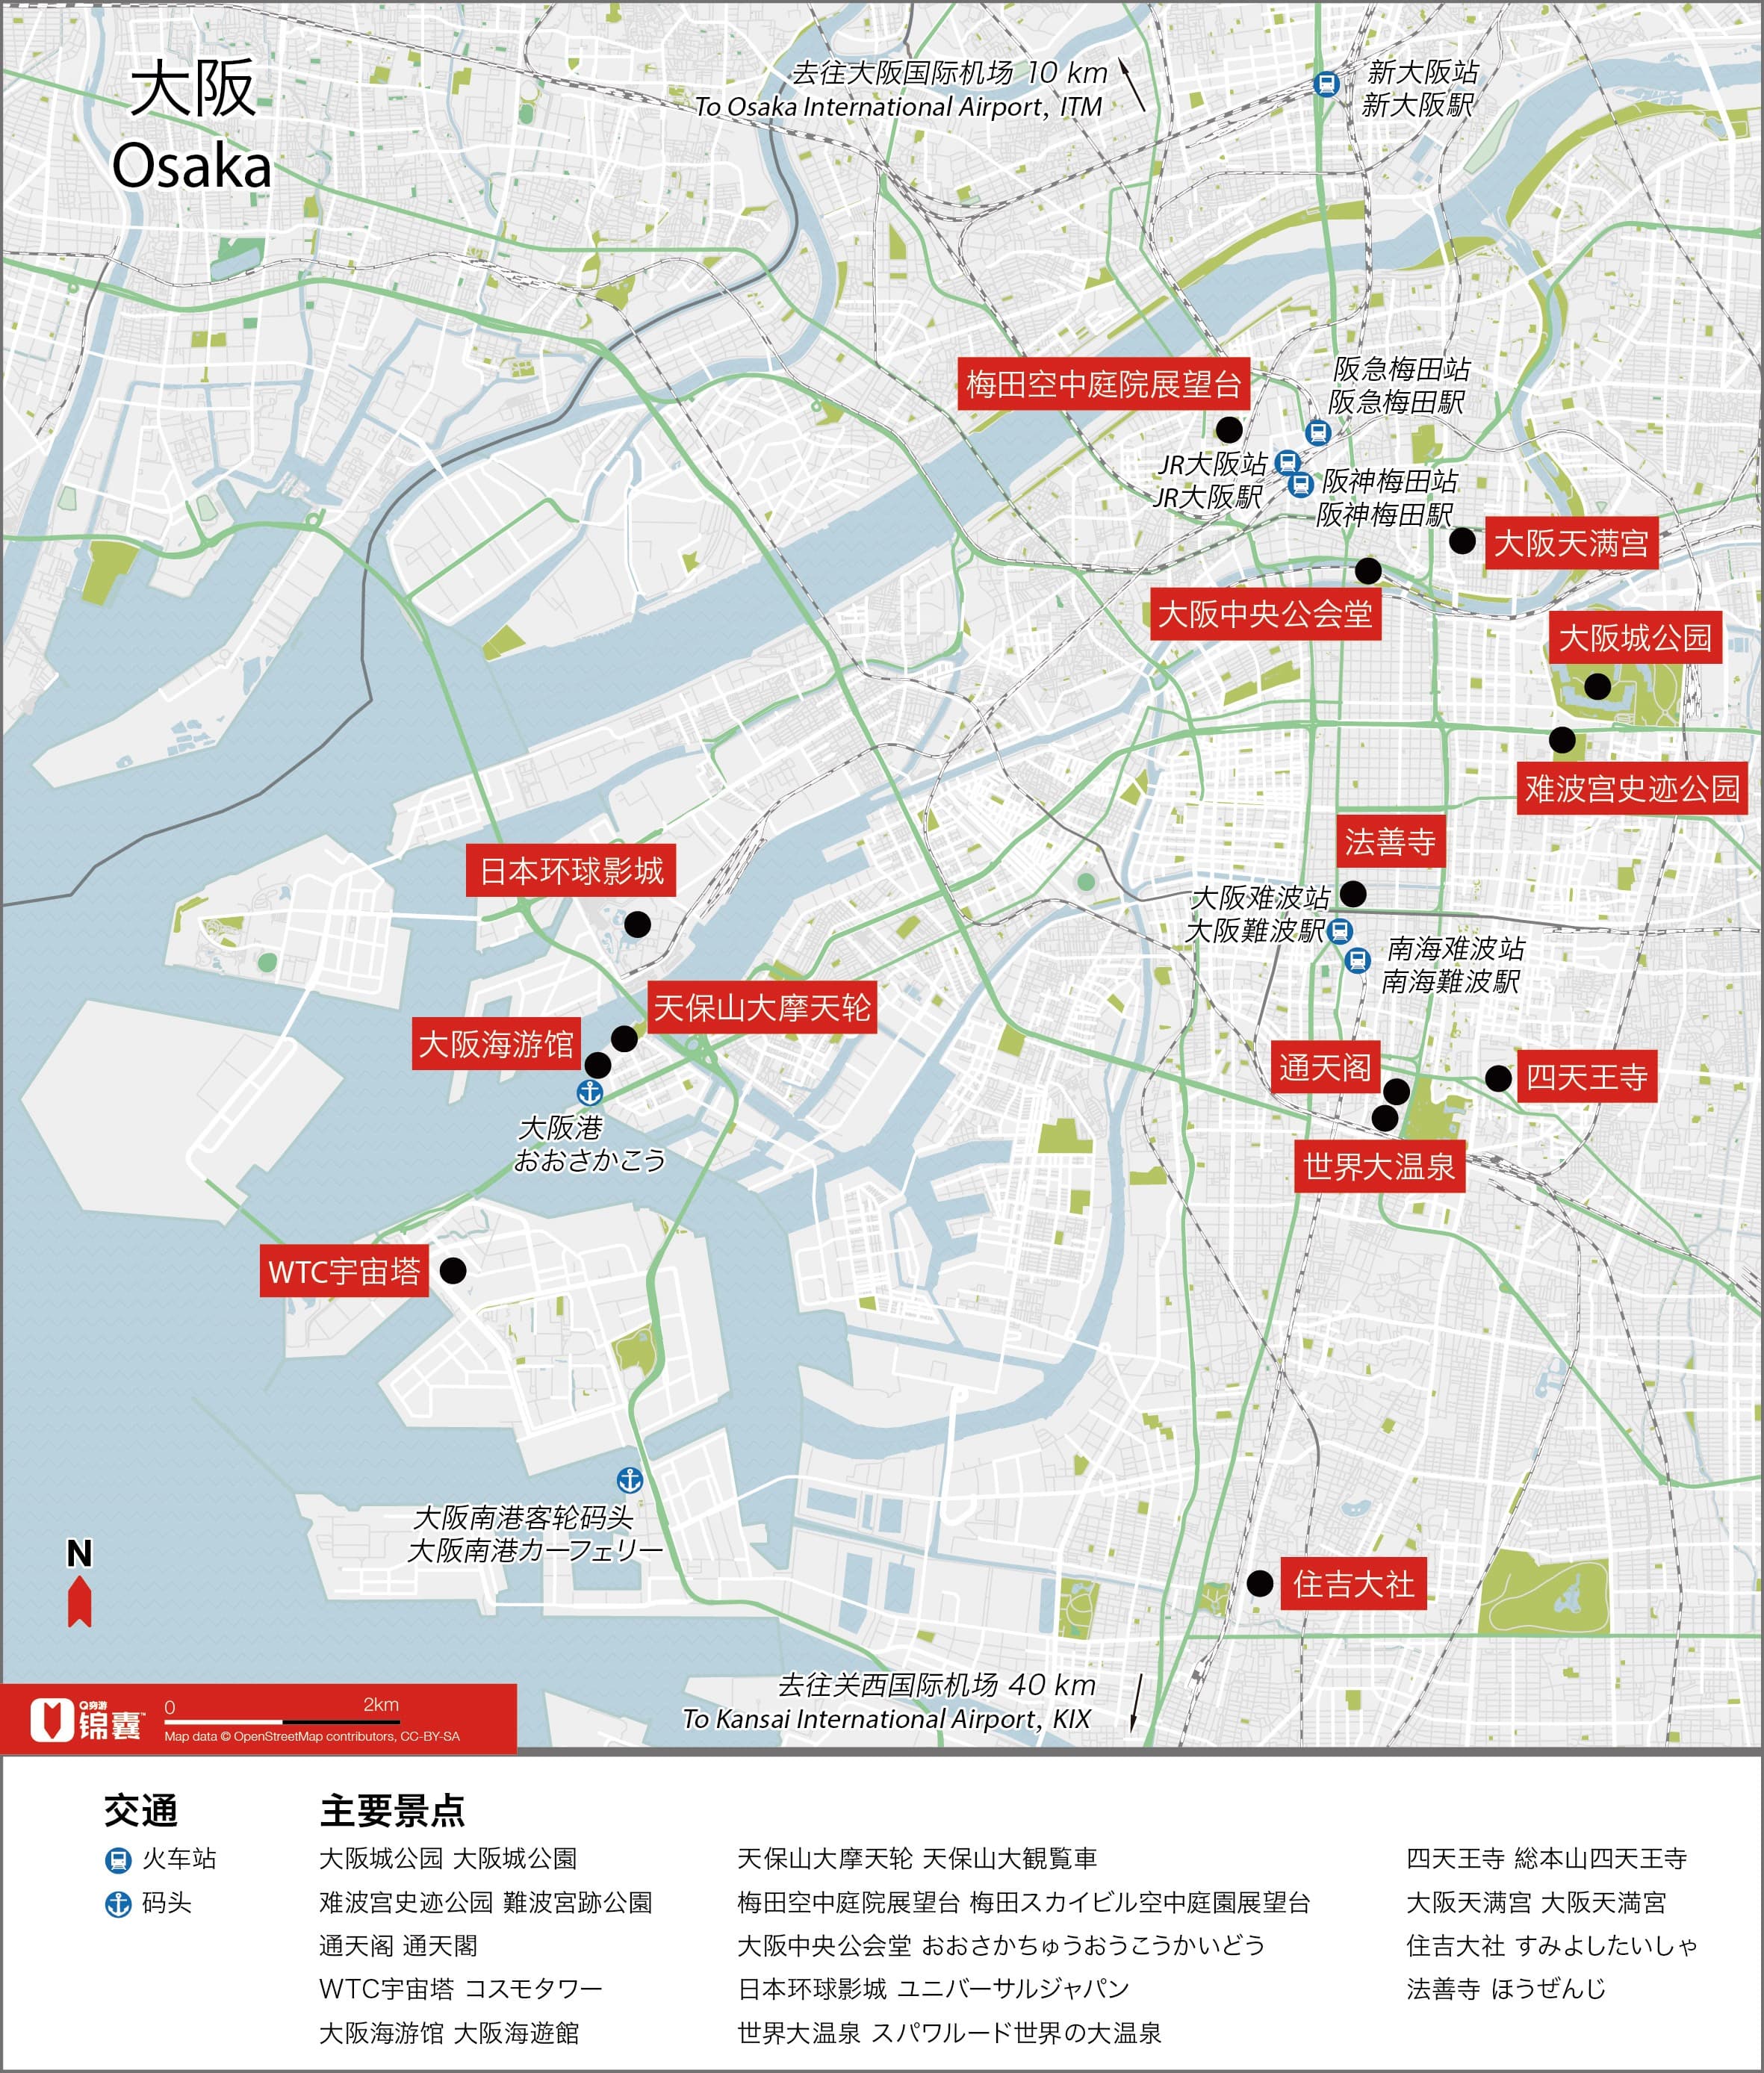 大阪
Osaka
去往大阪国际机场 10 km
To Osaka International Airport, ITM
新大阪站
新大阪駅
梅田空中庭院展望台
阪急梅田站
阪急梅田駅
JR大阪站
JR大阪駅
阪神梅田站
阪神梅田駅
大阪天满宫
大阪中央公会堂
大阪城公园
难波宫史迹公园
法善寺
日本环球影城
大阪难波站
大阪難波駅
南海难波站
南海難波駅
天保山大摩天轮
大阪海游馆
通天阁
四天王寺
大阪港
おおさかこう
世界大温泉
WTC宇宙塔
大阪南港客轮码头
大阪南港カーフェリー
N
住吉大社
去往关西国际机场 40 km
To Kansai International Airport, KIX
Q穷游
锦囊™
0 2km
Map data © OpenStreetMap contributors, CC-BY-SA
交通
火车站
码头
主要景点
大阪城公园 大阪城公園
难波宫史迹公园 難波宮跡公園
通天阁 通天閣
WTC宇宙塔 コスモタワー
大阪海游馆 大阪海遊館
天保山大摩天轮 天保山大観覧車
梅田空中庭院展望台 梅田スカイビル空中庭園展望台
大阪中央公会堂 おおさかちゅうおうこうかいどう
日本环球影城 ユニバーサルジャパン
世界大温泉 スパワルード世界の大温泉
四天王寺 総本山四天王寺
大阪天满宫 大阪天満宮
住吉大社 すみよしたいしゃ
法善寺 ほうぜんじ